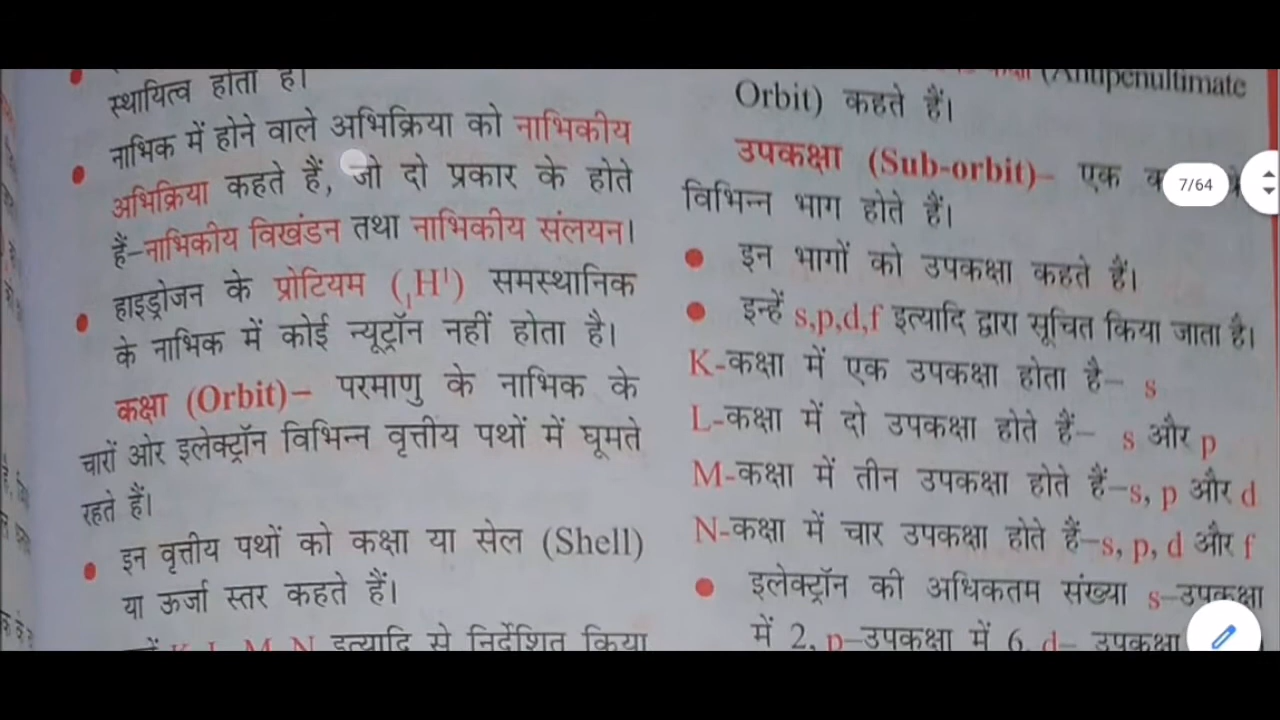 स्थायित्व होता है।
नाभिक में होने वाले अभिक्रिया को नाभिकीय
अभिक्रिया कहते हैं, जो दो प्रकार के होते
हैं–नाभिकीय विखंडन तथा नाभिकीय संलयन।
हाइड्रोजन के प्रोटियम (₁H¹) समस्थानिक
के नाभिक में कोई न्यूट्रॉन नहीं होता है।
कक्षा (Orbit)– परमाणु के नाभिक के
चारों ओर इलेक्ट्रॉन विभिन्न वृत्तीय पथों में घूमते
रहते हैं।
इन वृत्तीय पथों को कक्षा या सेल (Shell)
या ऊर्जा स्तर कहते हैं।
K, L, M, N इत्यादि से निर्देशित किया
(Antipenultimate
Orbit) कहते हैं।
उपकक्षा (Sub-orbit)– एक
विभिन्न भाग होते हैं।
इन भागों को उपकक्षा कहते हैं।
इन्हें s,p,d,f इत्यादि द्वारा सूचित किया जाता है।
K-कक्षा में एक उपकक्षा होता है– s
L-कक्षा में दो उपकक्षा होते हैं– s और p
M-कक्षा में तीन उपकक्षा होते हैं–s, p और d
N-कक्षा में चार उपकक्षा होते हैं–s, p, d और f
इलेक्ट्रॉन की अधिकतम संख्या s–उपकक्षा
में 2, p–उपकक्षा में 6, d– उपकक्षा
7/64